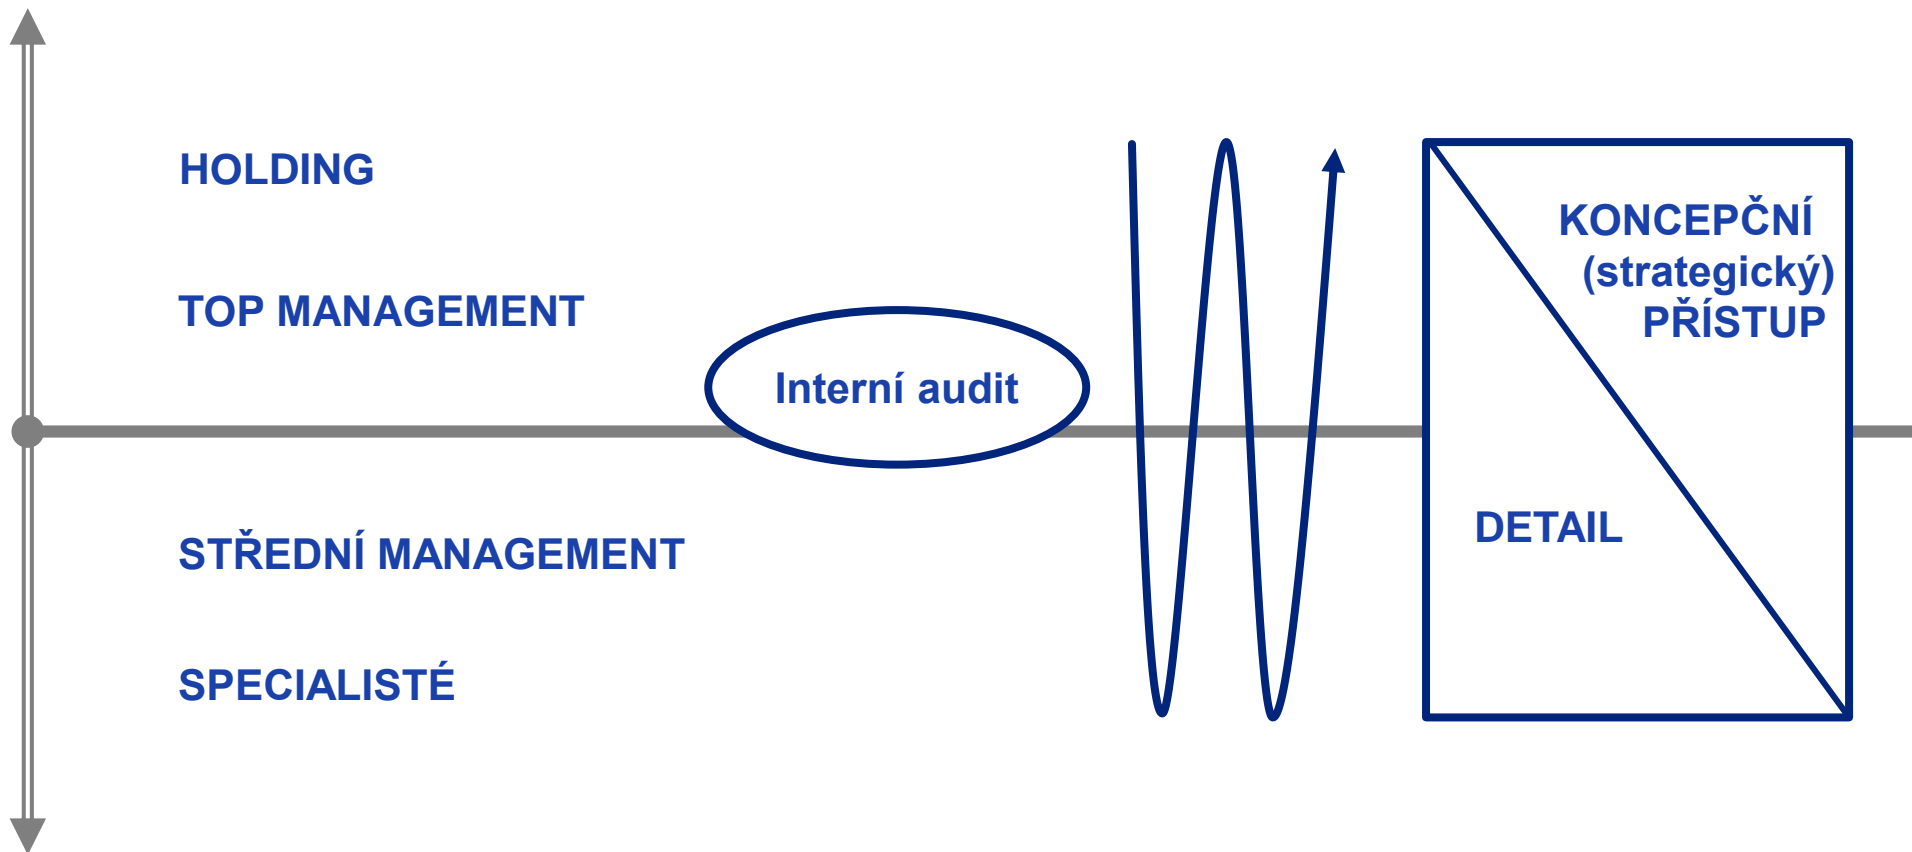 HOLDING
TOP MANAGEMENT
Interní audit
STŘEDNÍ MANAGEMENT
SPECIALISTÉ
KONCEPČNÍ
(strategický)
PŘÍSTUP
DETAIL